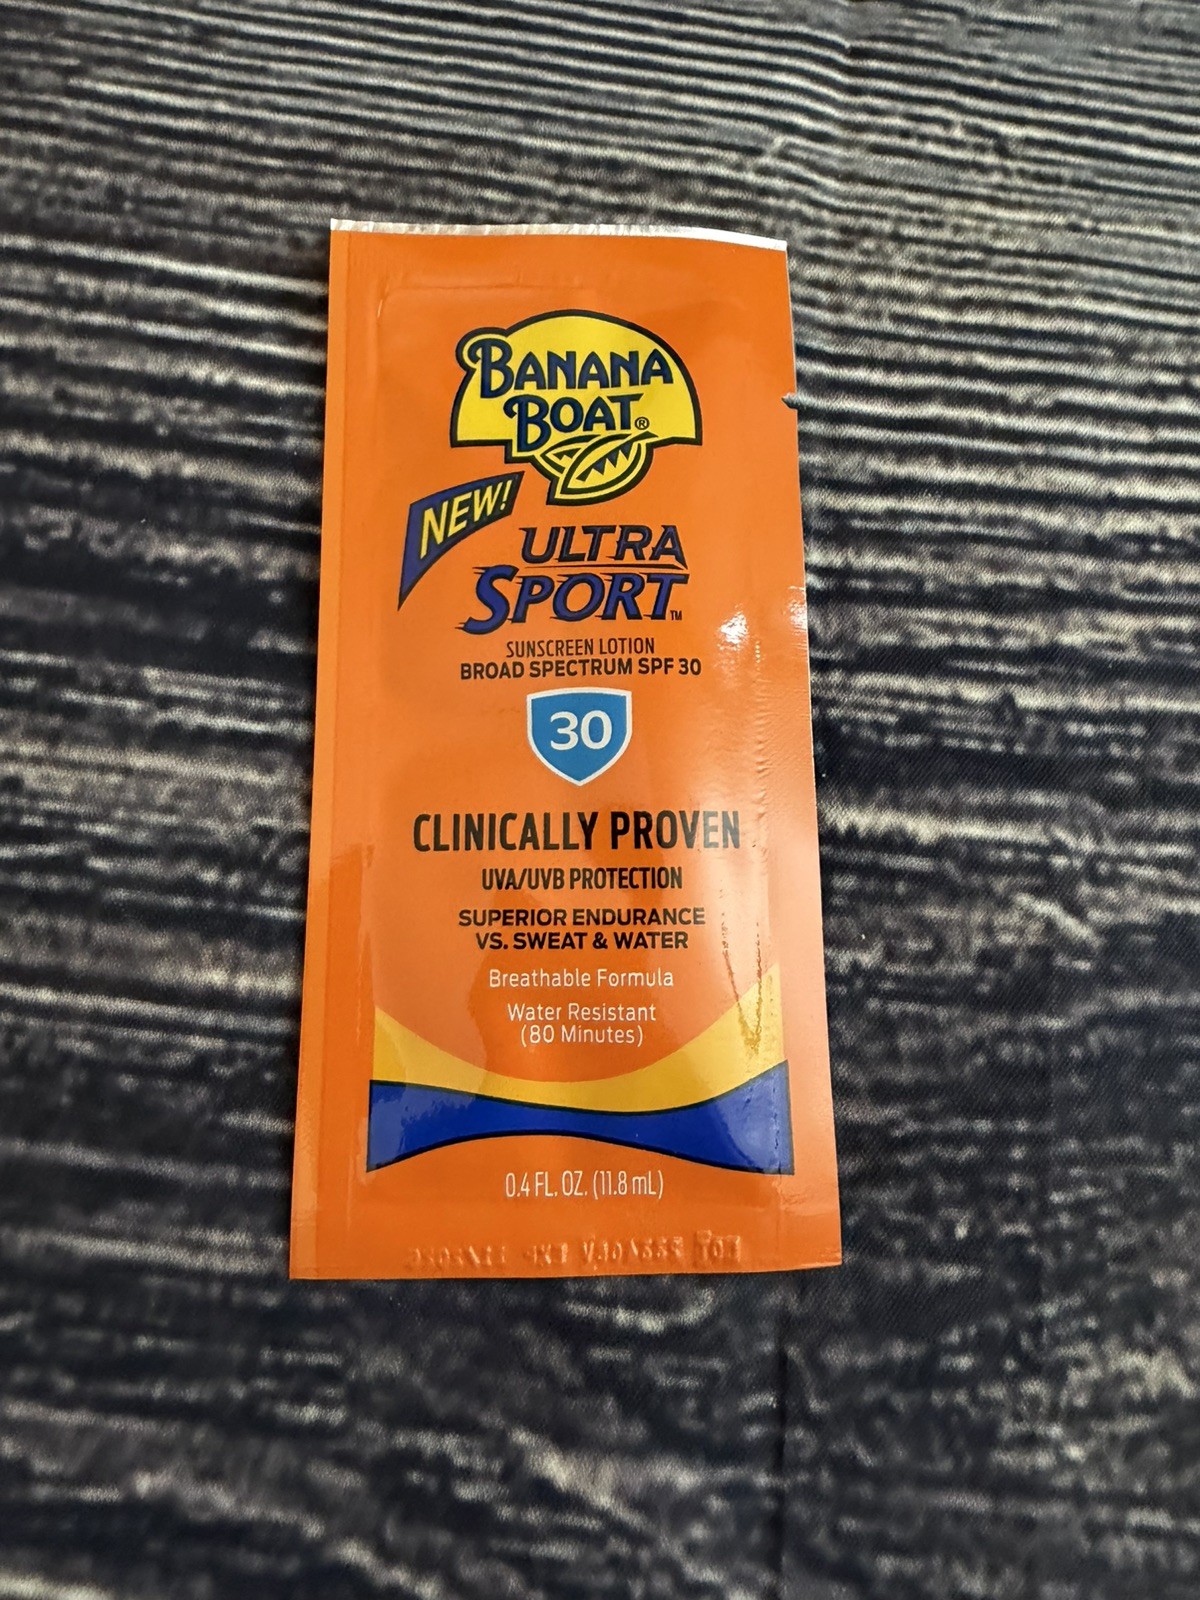 BANANA
BOAT®
NEW!
ULTRA
SPORT™
SUNSCREEN LOTION
BROAD SPECTRUM SPF 30
30
CLINICALLY PROVEN
UVA/UVB PROTECTION
SUPERIOR ENDURANCE
VS. SWEAT & WATER
Breathable Formula
Water Resistant
(80 Minutes)
0.4 FL. OZ. (11.8 mL)